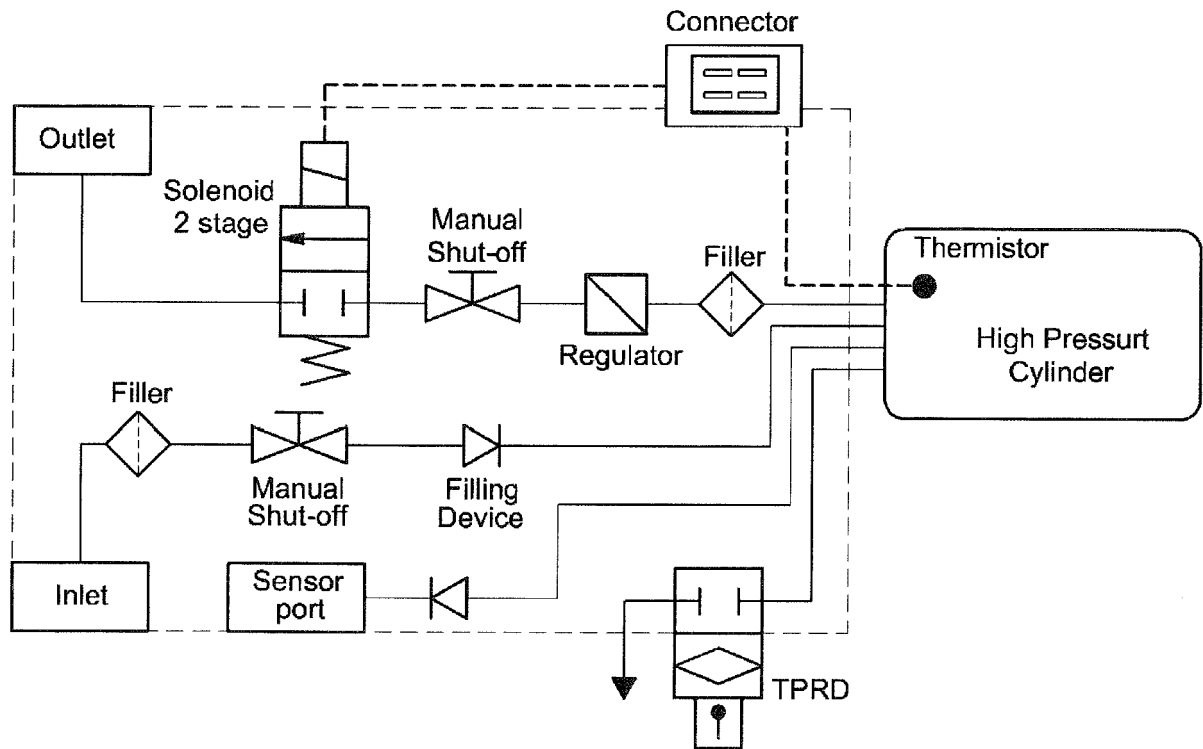 Connector
Outlet
Solenoid
2 stage
Manual
Shut-off
Filler
Regulator
Thermistor
High Pressurt
Cylinder
Filler
Manual
Shut-off
Filling
Device
Inlet
Sensor
port
TPRD